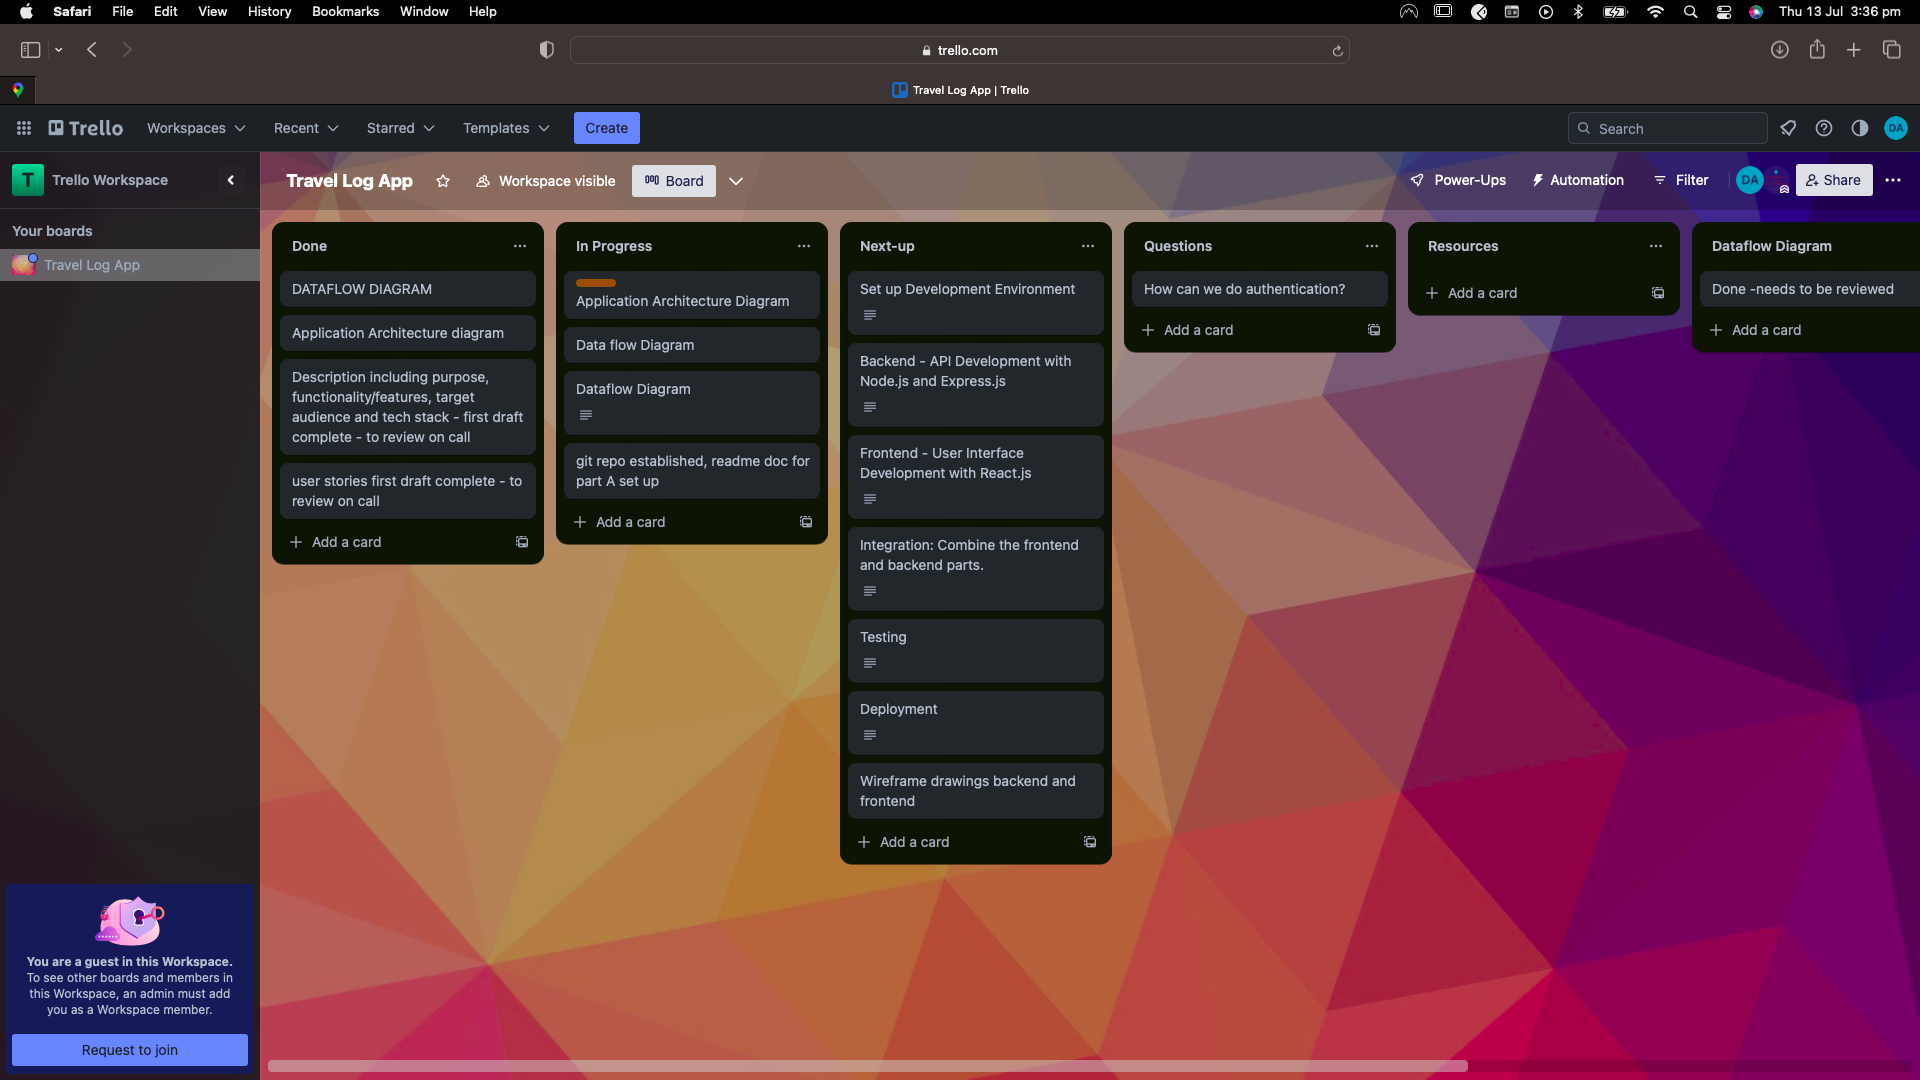 Safari File Edit View History Bookmarks Window Help Thu 13 Jul 3:36 pm
trello.com
Travel Log App | Trello
Trello Workspaces Recent Starred Templates Create Search DA
T Trello Workspace
Travel Log App Workspace visible Board Power-Ups Automation Filter DA Share
Your boards
Travel Log App
Done
DATAFLOW DIAGRAM
Application Architecture diagram
Description including purpose,
functionality/features, target
audience and tech stack - first draft
complete - to review on call
user stories first draft complete - to
review on call
Add a card
In Progress
Application Architecture Diagram
Data flow Diagram
Dataflow Diagram
git repo established, readme doc for
part A set up
Add a card
Next-up
Set up Development Environment
Backend - API Development with
Node.js and Express.js
Frontend - User Interface
Development with React.js
Integration: Combine the frontend
and backend parts.
Testing
Deployment
Wireframe drawings backend and
frontend
Add a card
Questions
How can we do authentication?
Add a card
Resources
Add a card
Dataflow Diagram
Done -needs to be reviewed
Add a card
You are a guest in this Workspace.
To see other boards and members in
this Workspace, an admin must add
you as a Workspace member.
Request to join